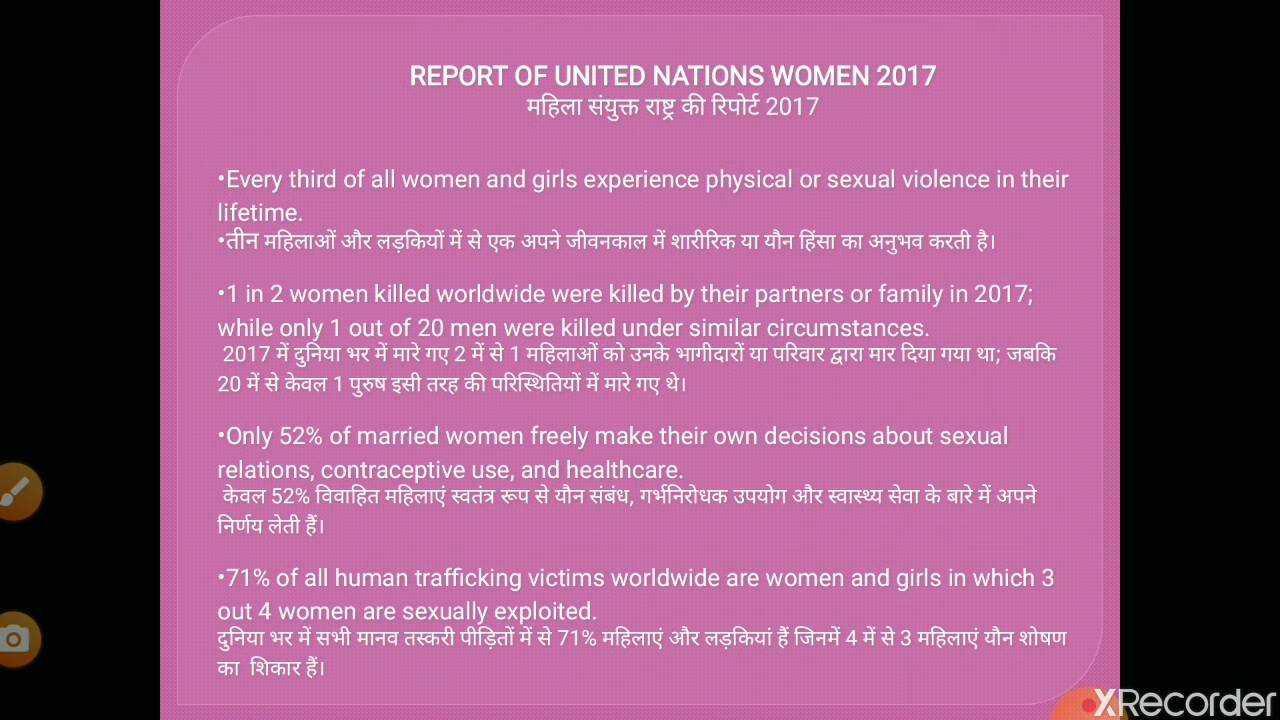 REPORT OF UNITED NATIONS WOMEN 2017
महिला संयुक्त राष्ट्र की रिपोर्ट 2017
•Every third of all women and girls experience physical or sexual violence in their
lifetime.
•तीन महिलाओं और लड़कियों में से एक अपने जीवनकाल में शारीरिक या यौन हिंसा का अनुभव करती है।
•1 in 2 women killed worldwide were killed by their partners or family in 2017;
while only 1 out of 20 men were killed under similar circumstances.
2017 में दुनिया भर में मारे गए 2 में से 1 महिलाओं को उनके भागीदारों या परिवार द्वारा मार दिया गया था; जबकि
20 में से केवल 1 पुरुष इसी तरह की परिस्थितियों में मारे गए थे।
•Only 52% of married women freely make their own decisions about sexual
relations, contraceptive use, and healthcare.
केवल 52% विवाहित महिलाएं स्वतंत्र रूप से यौन संबंध, गर्भनिरोधक उपयोग और स्वास्थ्य सेवा के बारे में अपने
निर्णय लेती हैं।
•71% of all human trafficking victims worldwide are women and girls in which 3
out 4 women are sexually exploited.
दुनिया भर में सभी मानव तस्करी पीड़ितों में से 71% महिलाएं और लड़कियां हैं जिनमें 4 में से 3 महिलाएं यौन शोषण
का शिकार हैं।
XRecorder